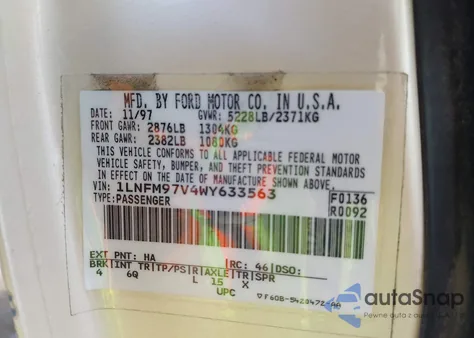 MFD. BY FORD MOTOR CO. IN U.S.A.
DATE: 11/97 GVWR: 5228LB/2371KG
FRONT GAWR: 2876LB 1304KG
REAR GAWR: 2382LB 1080KG
THIS VEHICLE CONFORMS TO ALL APPLICABLE FEDERAL MOTOR
VEHICLE SAFETY, BUMPER, AND THEFT PREVENTION STANDARDS
IN EFFECT ON THE DATE OF MANUFACTURE SHOWN ABOVE.
VIN: 1LNFM97V4WY633563
TYPE: PASSENGER F0136
R0092
EXT PNT: HA RC: 46 DSO:
BRK INT TR TP/PS R AXLE TR SPR
4 6Q L 15 X
UPC
autoSnap
Pewne auto z